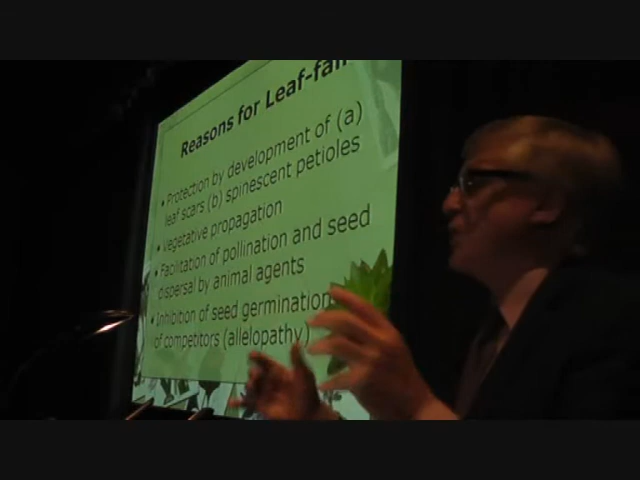 Reasons for Leaf-fall
• Protection by development of (a)
leaf scars (b) spinescent petioles
• Vegetative propagation
• Facilitation of pollination and seed
dispersal by animal agents
• Inhibition of seed germination
of competitors (allelopathy)